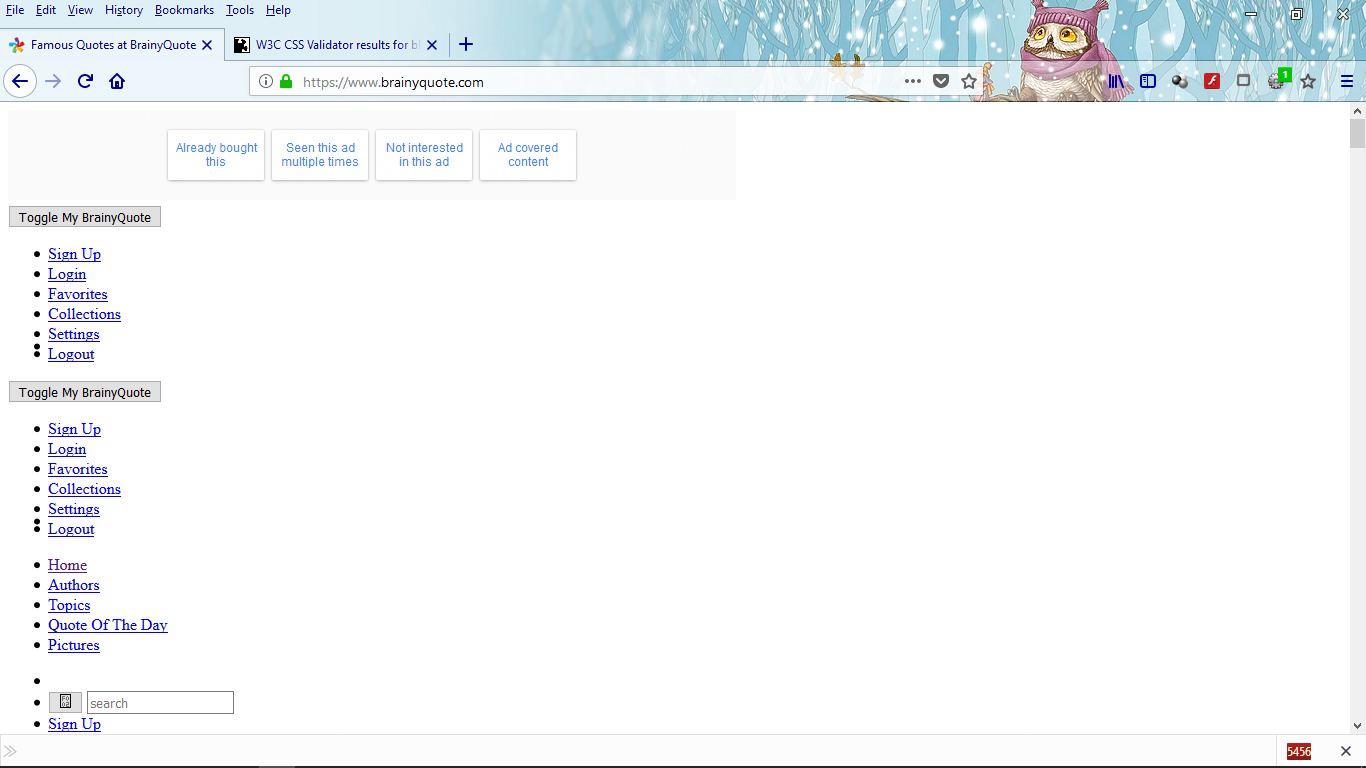 File Edit View History Bookmarks Tools Help
Famous Quotes at BrainyQuote
W3C CSS Validator results for b
https://www.brainyquote.com
1
Already bought
this
Seen this ad
multiple times
Not interested
in this ad
Ad covered
content
Toggle My BrainyQuote
Sign Up
Login
Favorites
Collections
Settings
Logout
Toggle My BrainyQuote
Sign Up
Login
Favorites
Collections
Settings
Logout
Home
Authors
Topics
Quote Of The Day
Pictures
search
Sign Up
5456